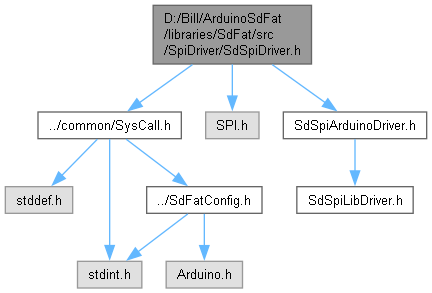 D:/Bill/ArduinoSdFat
/libraries/SdFat/src
/SpiDriver/SdSpiDriver.h
../common/SysCall.h
SPI.h
SdSpiArduinoDriver.h
stddef.h
../SdFatConfig.h
SdSpiLibDriver.h
stdint.h
Arduino.h